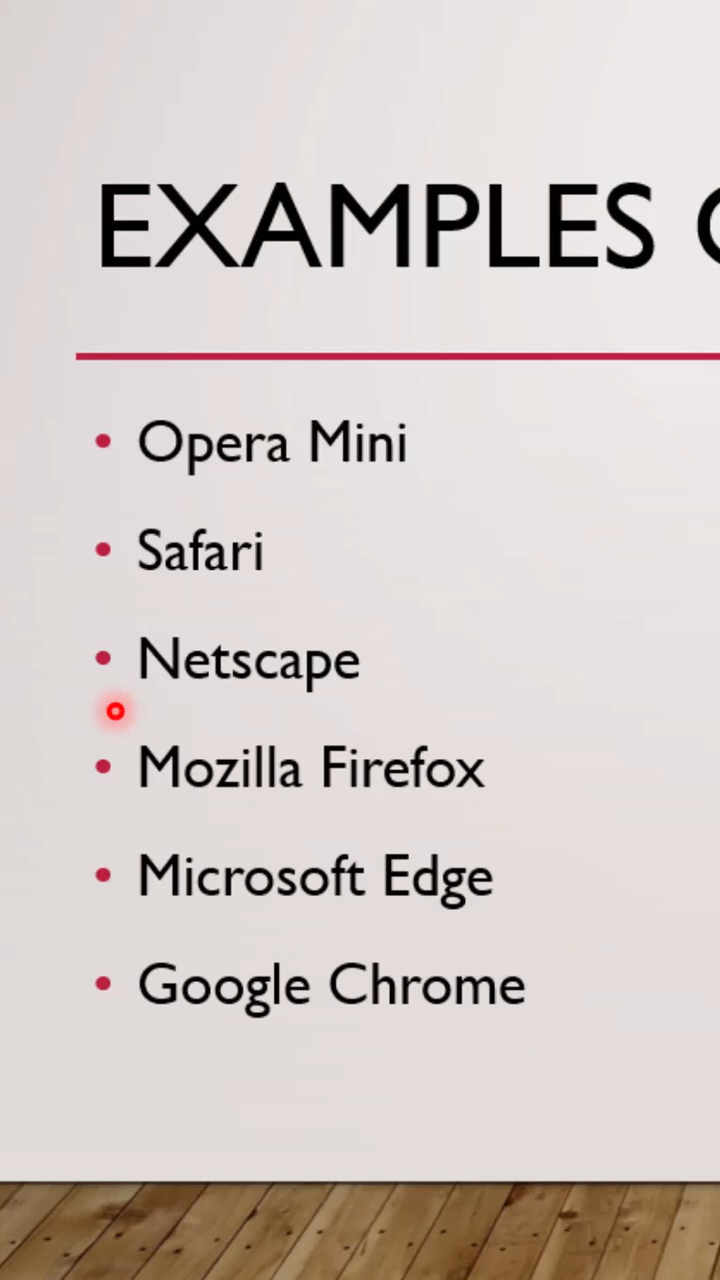 EXAMPLES
Opera Mini
Safari
Netscape
Mozilla Firefox
Microsoft Edge
Google Chrome